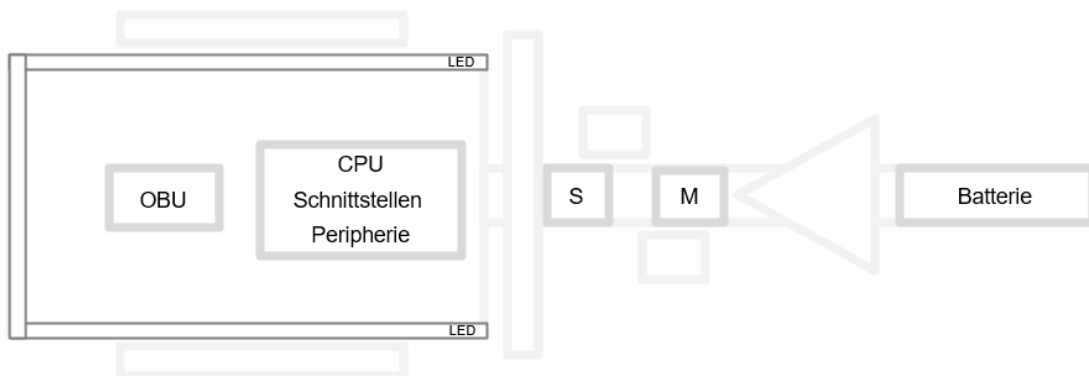 LED
OBU
CPU
Schnittstellen
Peripherie
S
M
Batterie
LED